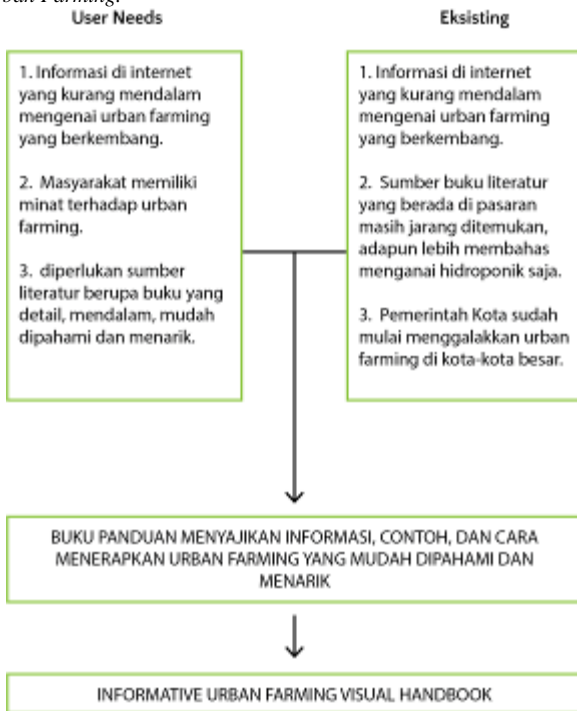 ban Farming.
User Needs
1. Informasi di internet
yang kurang mendalam
mengenai urban farming
yang berkembang.
2. Masyarakat memiliki
minat terhadap urban
farming.
3. diperlukan sumber
literatur berupa buku yang
detail, mendalam, mudah
dipahami dan menarik.
Eksisting
1. Informasi di internet
yang kurang mendalam
mengenai urban farming
yang berkembang.
2. Sumber buku literatur
yang berada di pasaran
masih jarang ditemukan,
adapun lebih membahas
menganai hidroponik saja.
3. Pemerintah Kota sudah
mulai menggalakkan urban
farming di kota-kota besar.
BUKU PANDUAN MENYAJIKAN INFORMASI, CONTOH, DAN CARA
MENERAPKAN URBAN FARMING YANG MUDAH DIPAHAMI DAN
MENARIK
INFORMATIVE URBAN FARMING VISUAL HANDBOOK